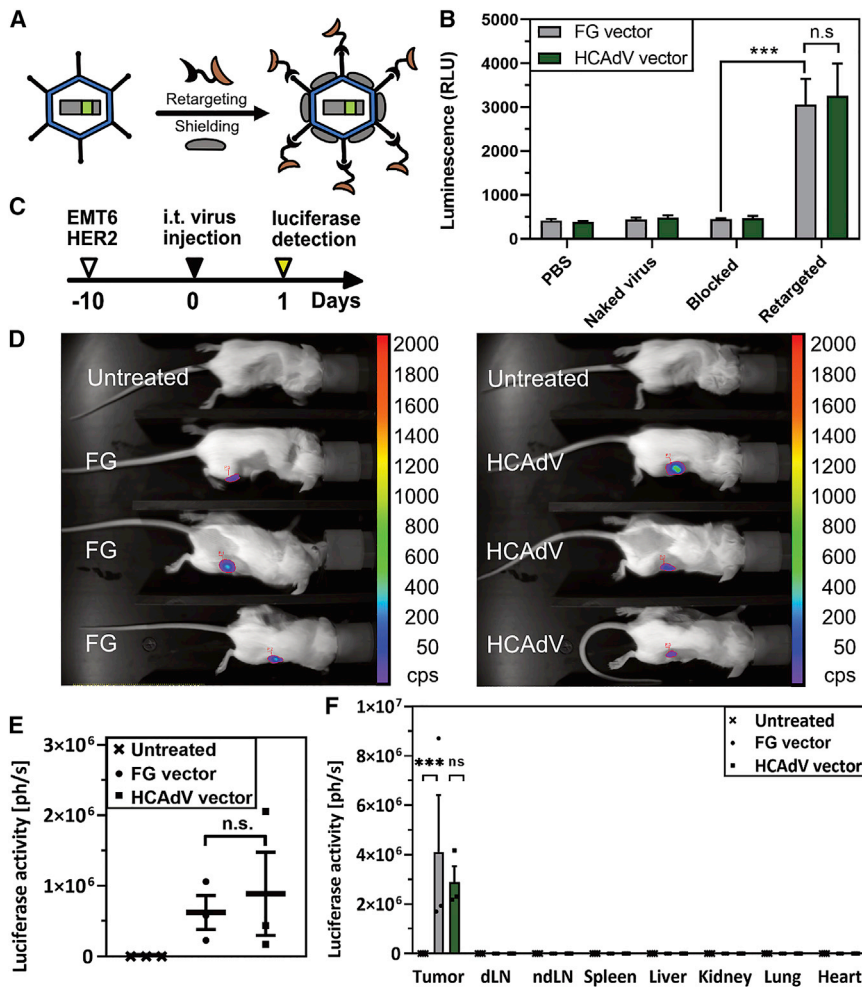 A
Retargeting
Shielding
B
FG vector
HCAdV vector
n.s
***
Luminescence (RLU)
5000
4000
3000
2000
1000
0
PBS
Naked virus
Blocked
Retargeted
C
EMT6 i.t. virus luciferase
HER2 injection detection
-10 0 1 Days
D
Untreated
FG
FG
FG
2000
1800
1600
1400
1200
1000
800
600
400
200
50
cps
Untreated
HCAdV
HCAdV
HCAdV
2000
1800
1600
1400
1200
1000
800
600
400
200
50
cps
E
Luciferase activity [ph/s]
3×10⁶
2×10⁶
1×10⁶
0
Untreated
FG vector
HCAdV vector
n.s.
F
Luciferase activity [ph/s]
1×10⁷
8×10⁶
6×10⁶
4×10⁶
2×10⁶
0
Untreated
FG vector
HCAdV vector
*** ns
Tumor dLN ndLN Spleen Liver Kidney Lung Heart